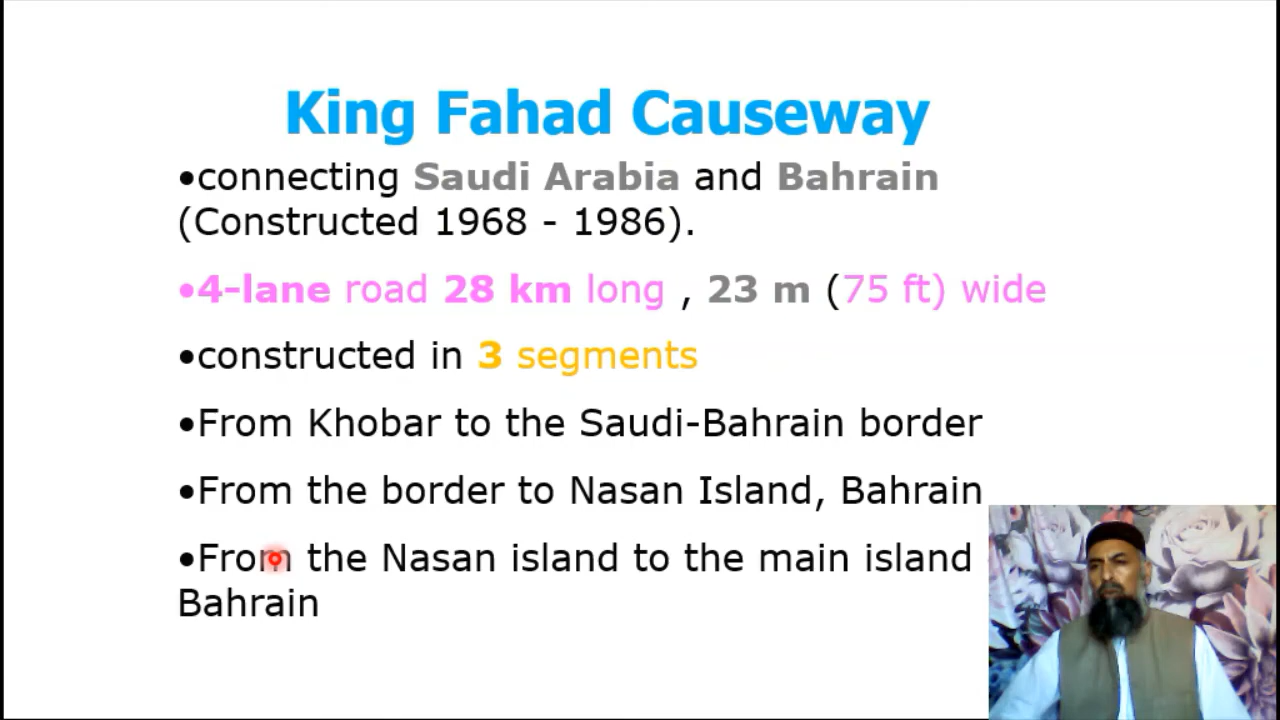 King Fahad Causeway
•connecting Saudi Arabia and Bahrain
(Constructed 1968 - 1986).
•4-lane road 28 km long , 23 m (75 ft) wide
•constructed in 3 segments
•From Khobar to the Saudi-Bahrain border
•From the border to Nasan Island, Bahrain
•From the Nasan island to the main island
Bahrain